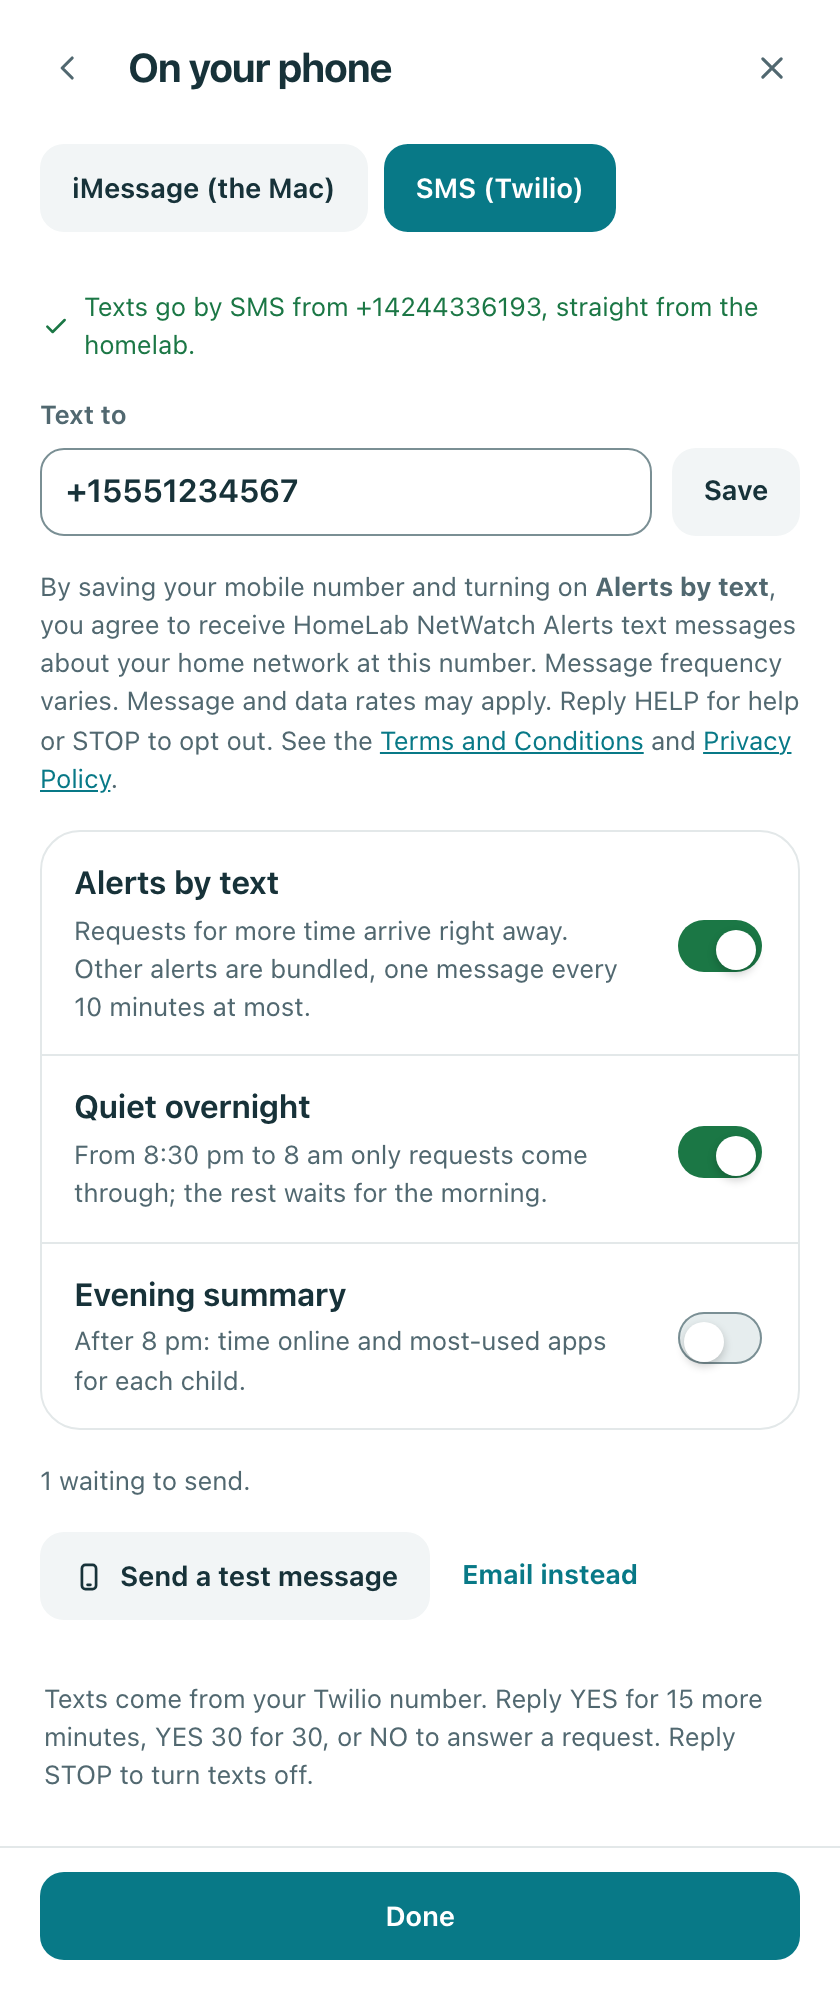 On your phone
iMessage (the Mac)
SMS (Twilio)
Texts go by SMS from +14244336193, straight from the
homelab.
Text to
+15551234567
Save
By saving your mobile number and turning on Alerts by text,
you agree to receive HomeLab NetWatch Alerts text messages
about your home network at this number. Message frequency
varies. Message and data rates may apply. Reply HELP for help
or STOP to opt out. See the Terms and Conditions and Privacy
Policy.
Alerts by text
Requests for more time arrive right away.
Other alerts are bundled, one message every
10 minutes at most.
Quiet overnight
From 8:30 pm to 8 am only requests come
through; the rest waits for the morning.
Evening summary
After 8 pm: time online and most-used apps
for each child.
1 waiting to send.
Send a test message
Email instead
Texts come from your Twilio number. Reply YES for 15 more
minutes, YES 30 for 30, or NO to answer a request. Reply
STOP to turn texts off.
Done